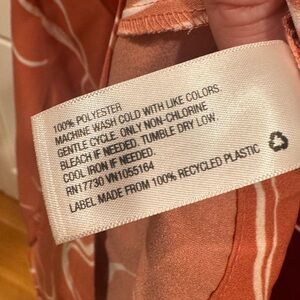 100% POLYESTER
MACHINE WASH COLD WITH LIKE COLORS.
GENTLE CYCLE. ONLY NON-CHLORINE
BLEACH IF NEEDED. TUMBLE DRY LOW.
COOL IRON IF NEEDED.
RN17730 VN1055164
LABEL MADE FROM 100% RECYCLED PLASTIC